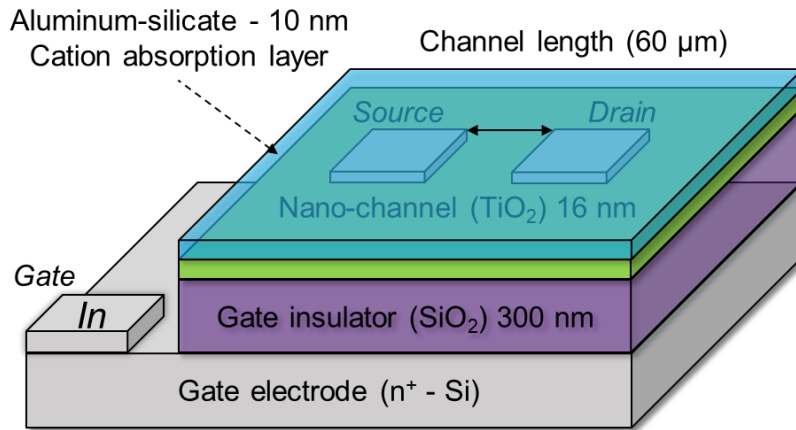 Aluminum-silicate - 10 nm
Cation absorption layer
Channel length (60 µm)
Source
Drain
Nano-channel (TiO₂) 16 nm
Gate
In
Gate insulator (SiO₂) 300 nm
Gate electrode (n⁺ - Si)